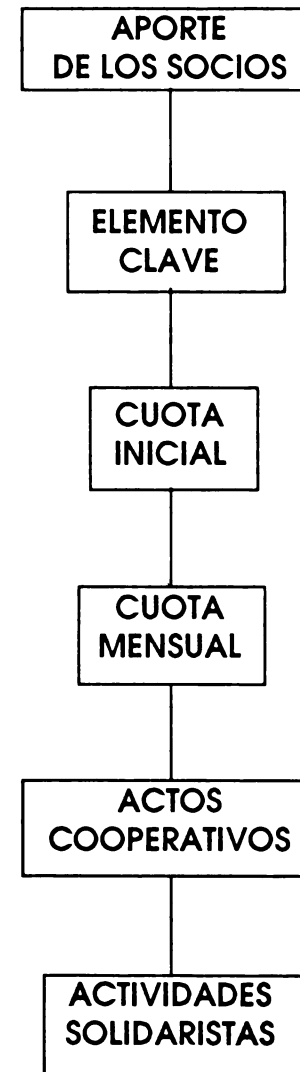 APORTE
DE LOS SOCIOS
ELEMENTO
CLAVE
CUOTA
INICIAL
CUOTA
MENSUAL
ACTOS
COOPERATIVOS
ACTIVIDADES
SOLIDARISTAS